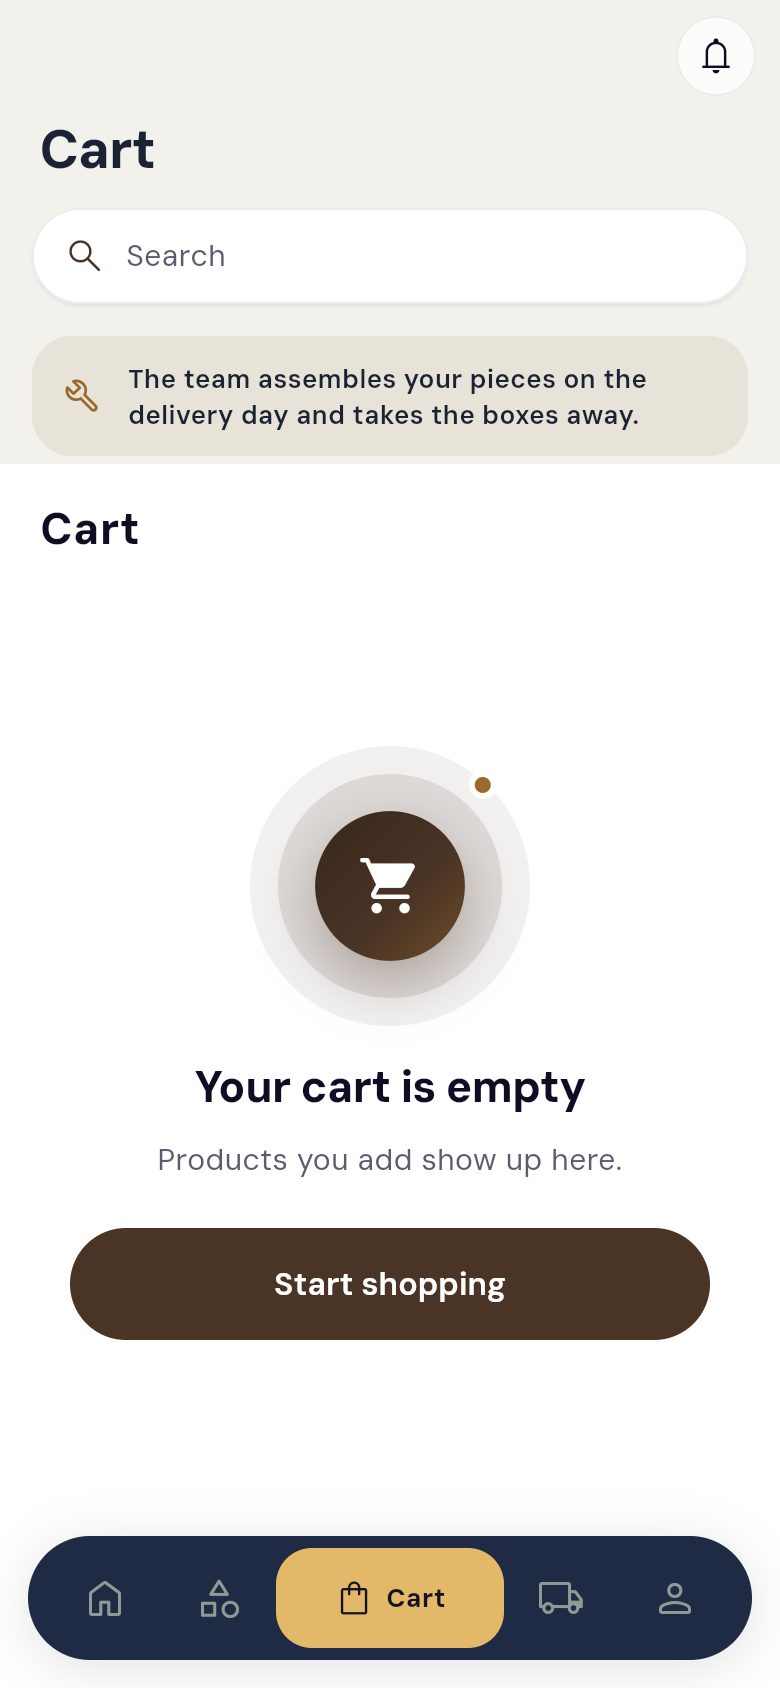 Cart
Search
The team assembles your pieces on the
delivery day and takes the boxes away.
Cart
Your cart is empty
Products you add show up here.
Start shopping
Cart